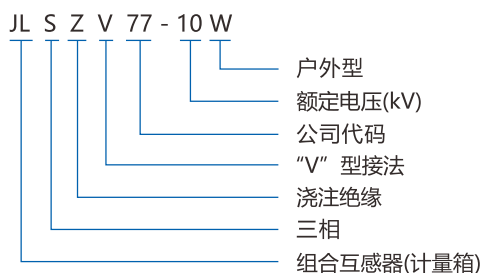 JL S Z V 77 - 10 W
户外型
额定电压(kV)
公司代码
“V”型接法
浇注绝缘
三相
组合互感器(计量箱)